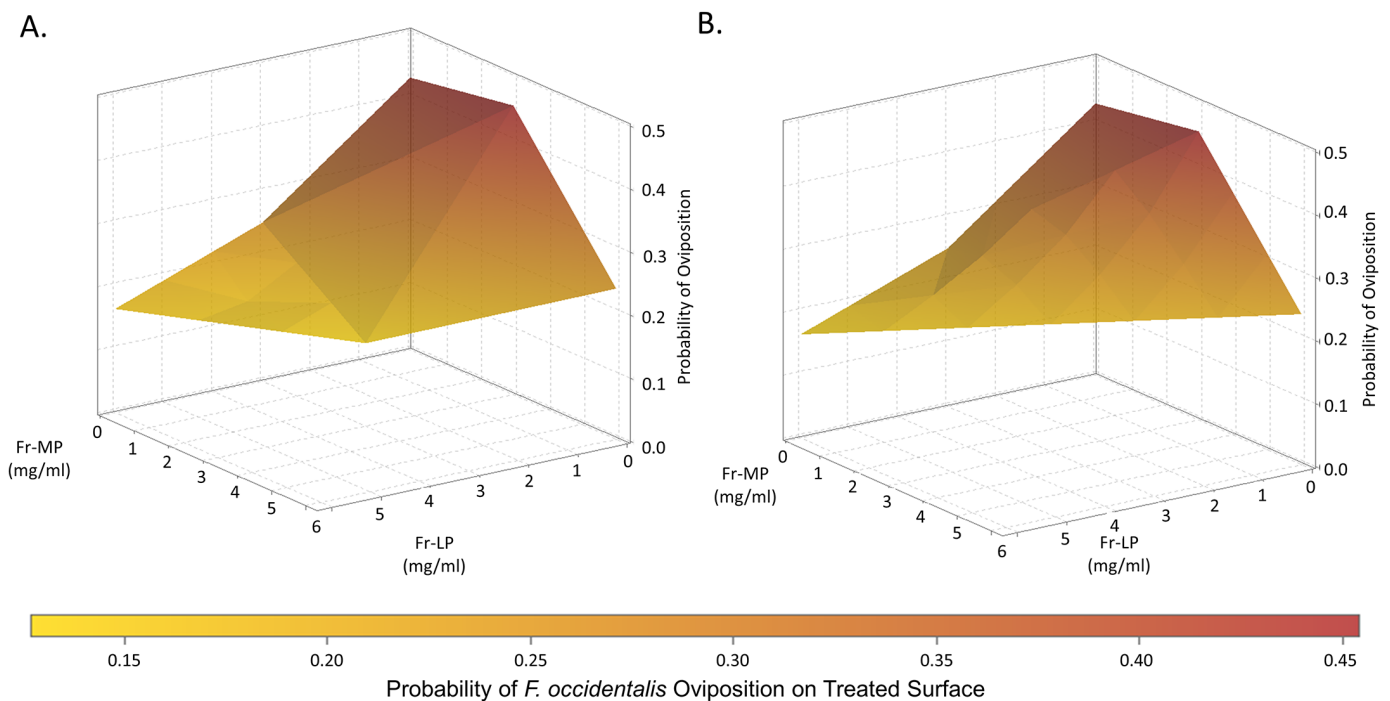 A.
0.5
0.4
0.3
0.2
0.1
0.0
Probability of Oviposition
0
1
2
3
4
5
6
Fr-MP
(mg/ml)
5
4
3
2
1
0
Fr-LP
(mg/ml)
B.
0.5
0.4
0.3
0.2
0.1
0.0
Probability of Oviposition
0
1
2
3
4
5
6
Fr-MP
(mg/ml)
5
4
3
2
1
0
Fr-LP
(mg/ml)
0.15 0.20 0.25 0.30 0.35 0.40 0.45
Probability of F. occidentalis Oviposition on Treated Surface